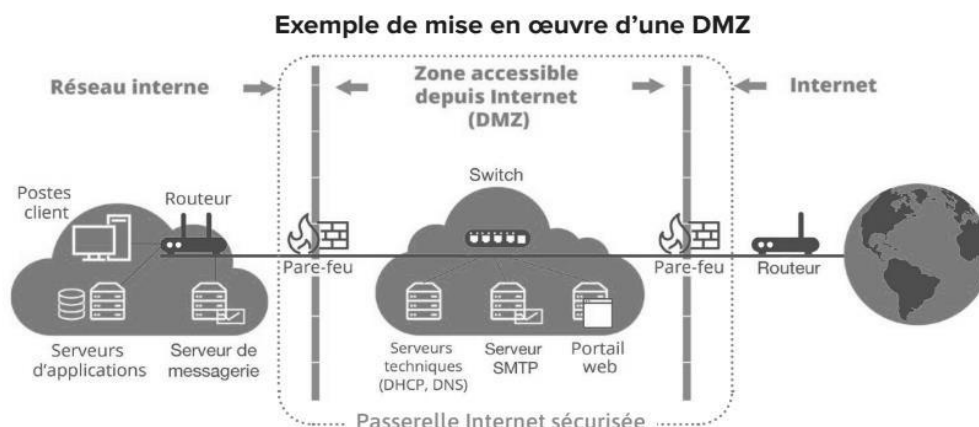 Exemple de mise en œuvre d'une DMZ
Réseau interne
Zone accessible
depuis Internet
(DMZ)
Internet
Postes
client
Routeur
Switch
Pare-feu
Pare-feu
Routeur
Serveurs
d'applications
Serveur de
messagerie
Serveurs
techniques
(DHCP, DNS)
Serveur
SMTP
Portail
web
Passerelle Internet sécurisée